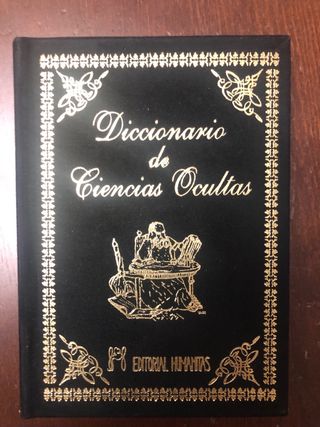 Diccionario
de
Ciencias Ocultas
EDITORIAL HUMANITAS